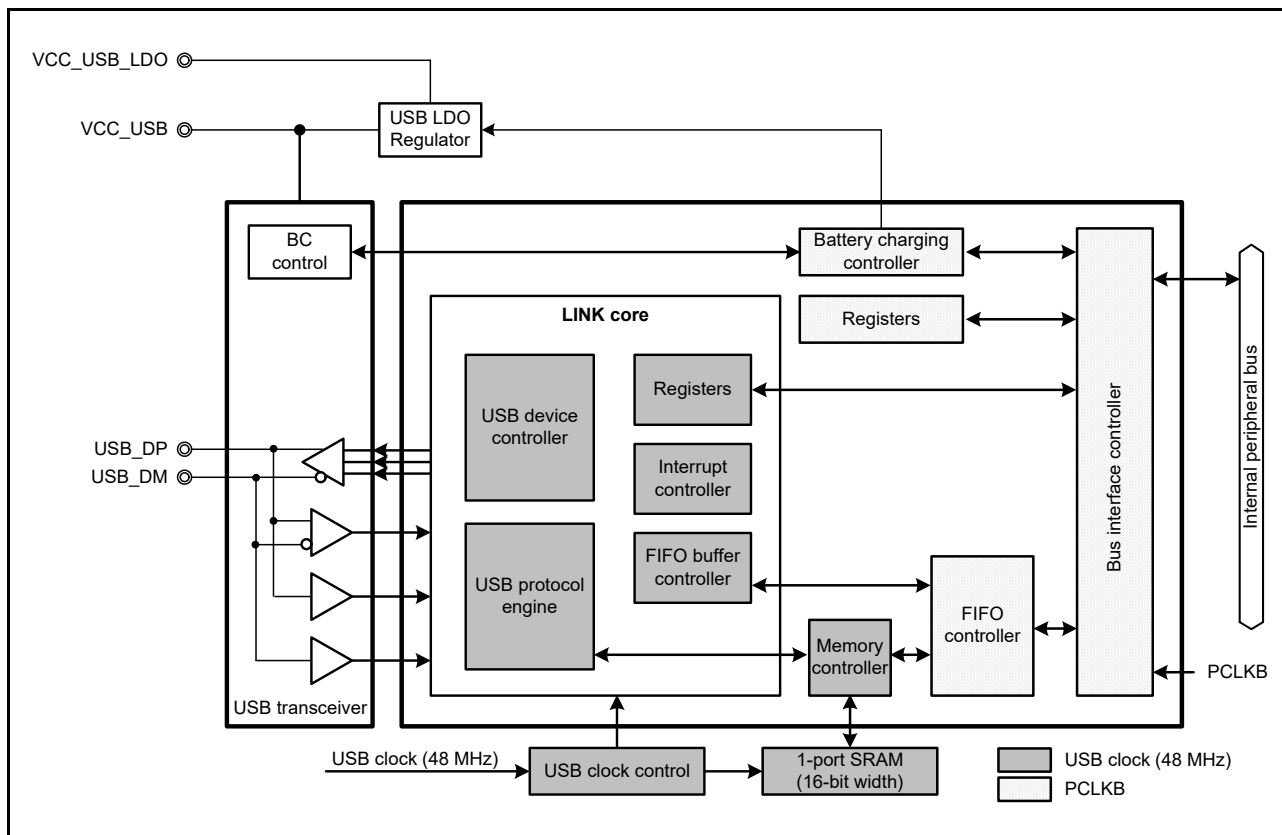 VCC_USB_LDO
VCC_USB
USB LDO
Regulator
BC
control
Battery charging
controller
LINK core
Registers
USB device
controller
Registers
Interrupt
controller
USB_DP
USB_DM
USB protocol
engine
FIFO buffer
controller
Memory
controller
FIFO
controller
Bus interface controller
Internal peripheral bus
PCLKB
USB transceiver
USB clock (48 MHz)
USB clock control
1-port SRAM
(16-bit width)
USB clock (48 MHz)
PCLKB